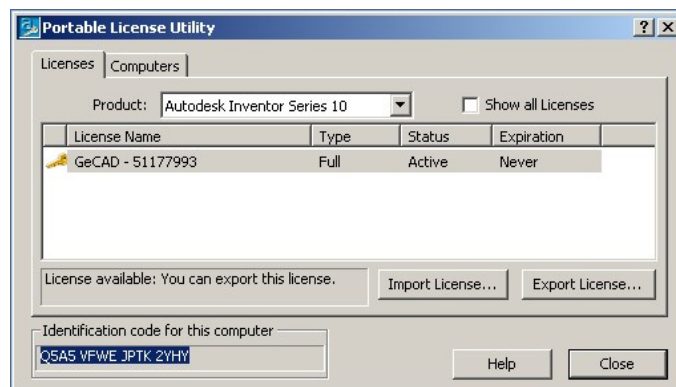 Portable License Utility
Licenses Computers
Product: Autodesk Inventor Series 10 Show all Licenses
License Name Type Status Expiration
GeCAD - 51177993 Full Active Never
License available: You can export this license. Import License... Export License...
Identification code for this computer
Q5A5 VFWE JPTK 2YHY
Help Close